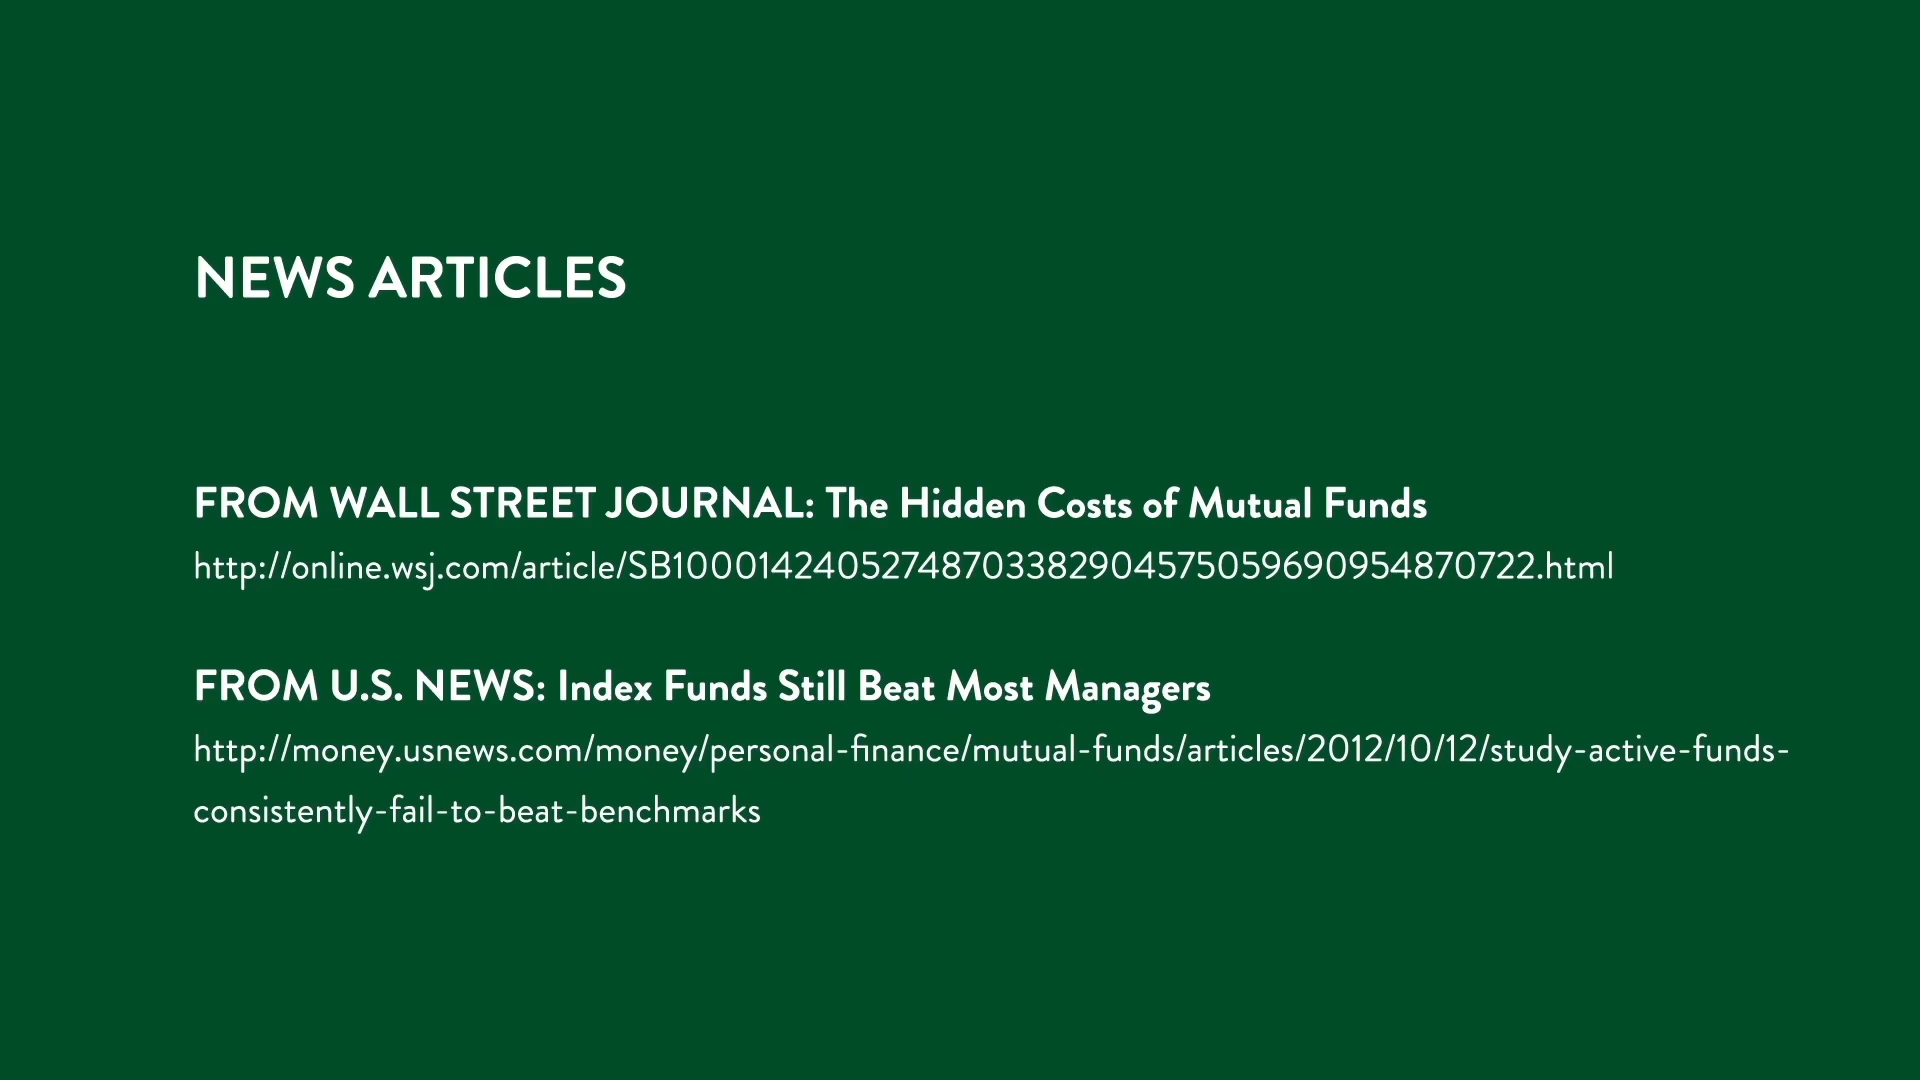 NEWS ARTICLES
FROM WALL STREET JOURNAL: The Hidden Costs of Mutual Funds
http://online.wsj.com/article/SB10001424052748703382904575059690954870722.html
FROM U.S. NEWS: Index Funds Still Beat Most Managers
http://money.usnews.com/money/personal-finance/mutual-funds/articles/2012/10/12/study-active-funds-
consistently-fail-to-beat-benchmarks